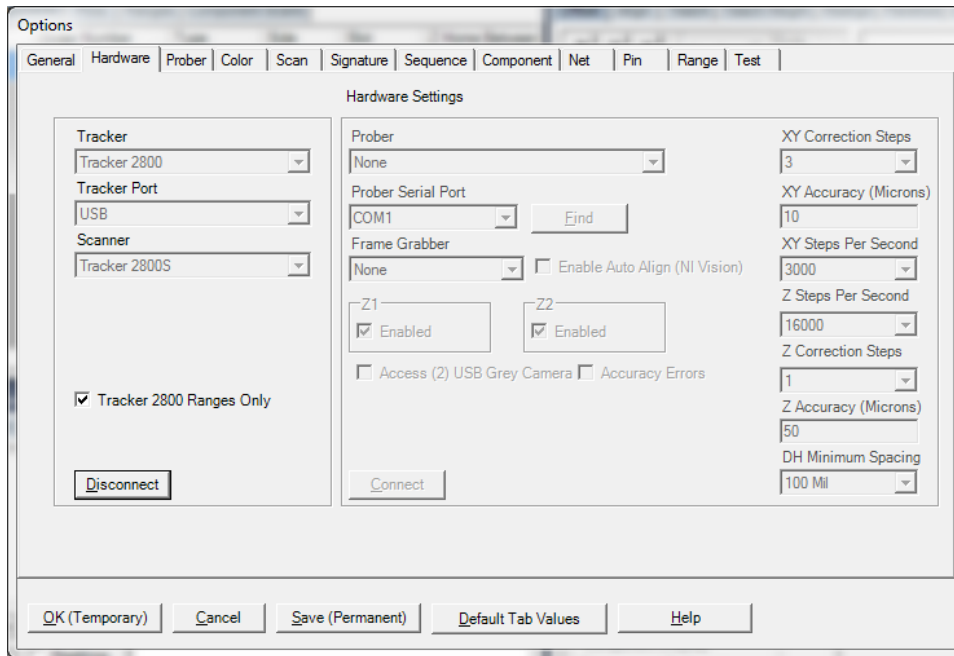 Options
General Hardware Prober Color Scan Signature Sequence Component Net Pin Range Test
Hardware Settings
Tracker
Tracker 2800
Tracker Port
USB
Scanner
Tracker 2800S
Tracker 2800 Ranges Only
Disconnect
Prober
None
Prober Serial Port
COM1 Find
Frame Grabber
None Enable Auto Align (NI Vision)
Z1 Z2
Enabled Enabled
Access (2) USB Grey Camera Accuracy Errors
Connect
XY Correction Steps
3
XY Accuracy (Microns)
10
XY Steps Per Second
3000
Z Steps Per Second
16000
Z Correction Steps
1
Z Accuracy (Microns)
50
DH Minimum Spacing
100 Mil
OK (Temporary) Cancel Save (Permanent) Default Tab Values Help